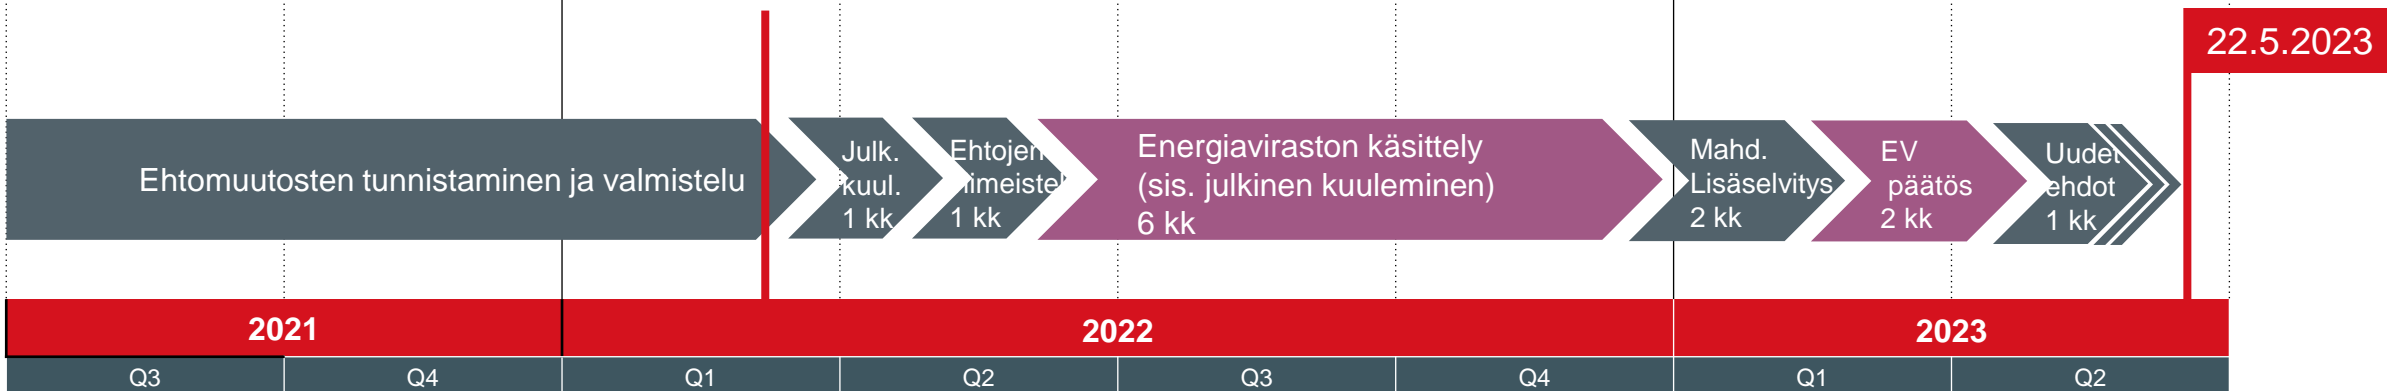 22.5.2023
Ehtomuutosten tunnistaminen ja valmistelu
Julk.
kuul.
1 kk
Ehtojen
1 kk
Energiaviraston käsittely
(sis. julkinen kuuleminen)
6 kk
Mahd.
Lisäselvitys
2 kk
EV
päätös
2 kk
Uudet
ehdot
1 kk
2021
2022
2023
Q3
Q4
Q1
Q2
Q3
Q4
Q1
Q2